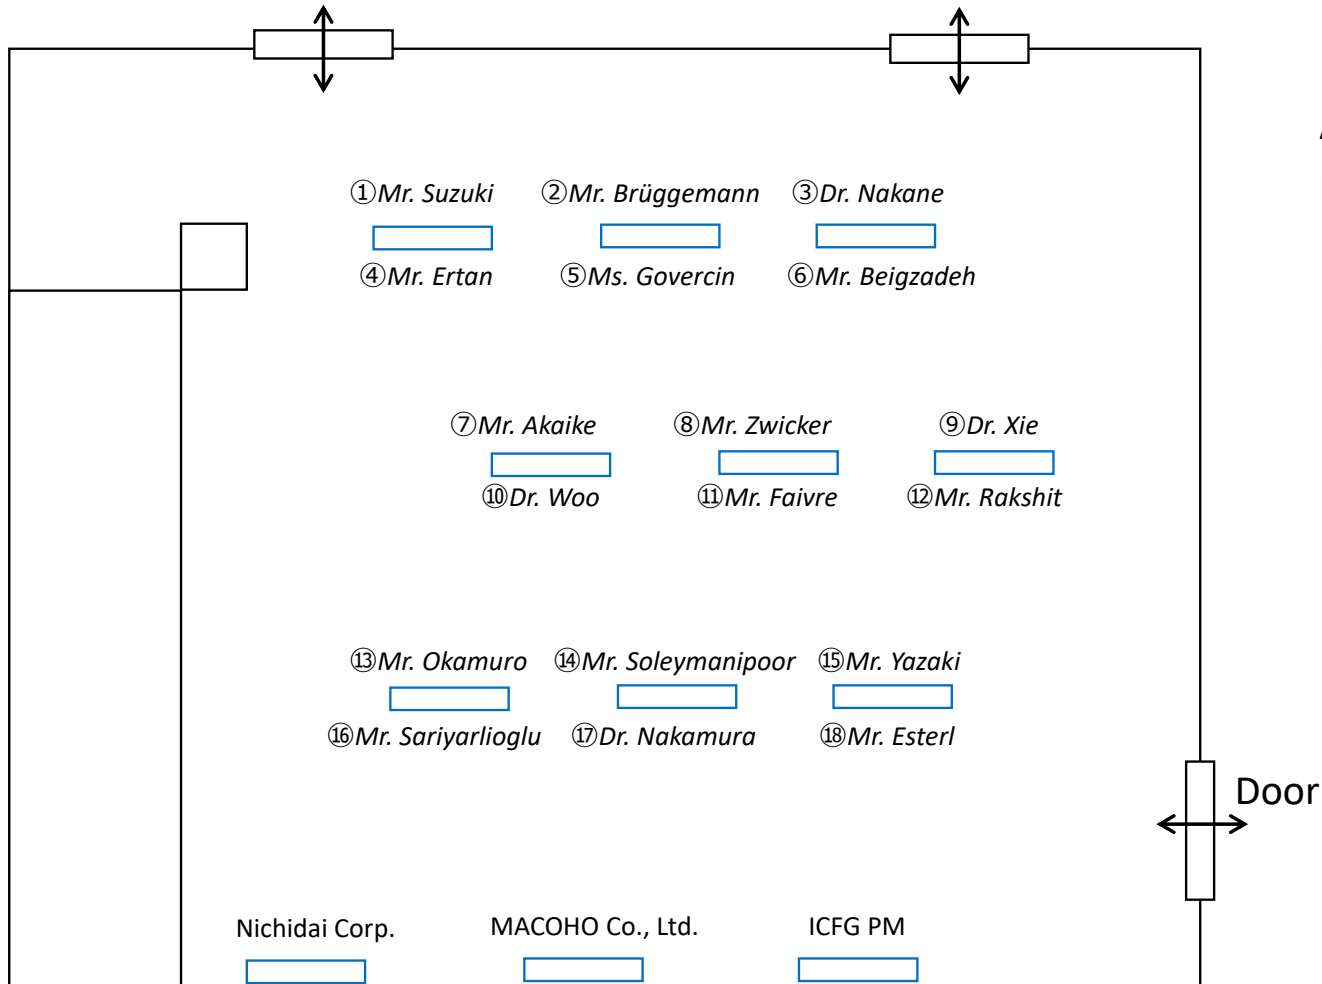 ①Mr. Suzuki ②Mr. Brüggemann ③Dr. Nakane
④Mr. Ertan ⑤Ms. Govercin ⑥Mr. Beigzadeh
⑦Mr. Akaike ⑧Mr. Zwicker ⑨Dr. Xie
⑩Dr. Woo ⑪Mr. Faivre ⑫Mr. Rakshit
⑬Mr. Okamuro ⑭Mr. Soleymanipoor ⑮Mr. Yazaki
⑯Mr. Sariyarlioglu ⑰Dr. Nakamura ⑱Mr. Esterl
Door
Nichidai Corp. MACOHO Co., Ltd. ICFG PM